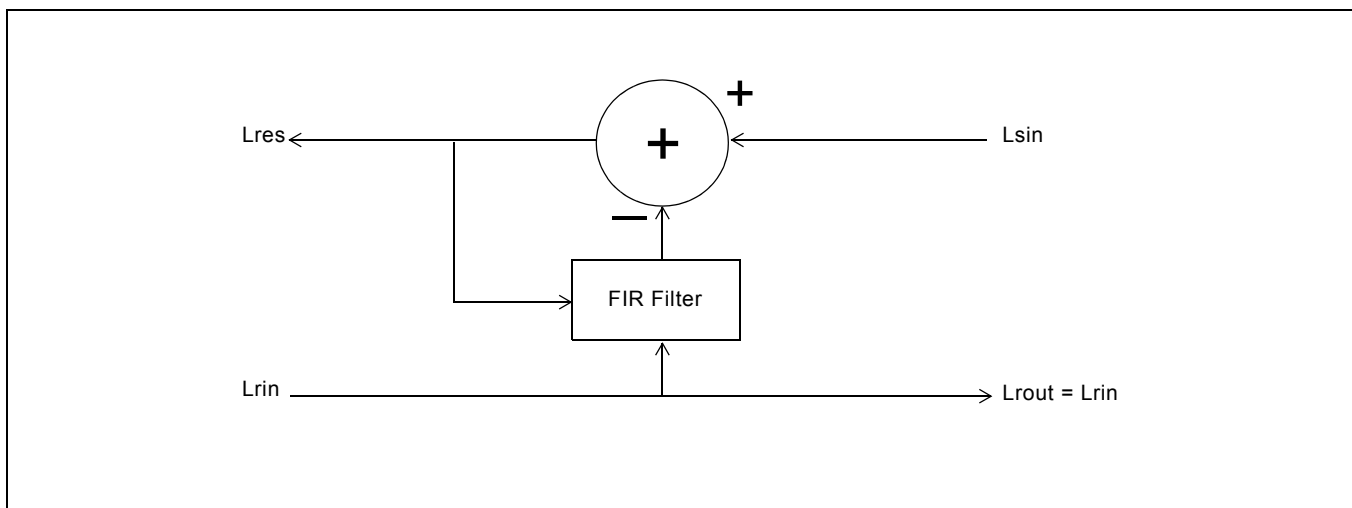 +
Lres
+
Lsin
—
FIR Filter
Lrin
Lrout = Lrin